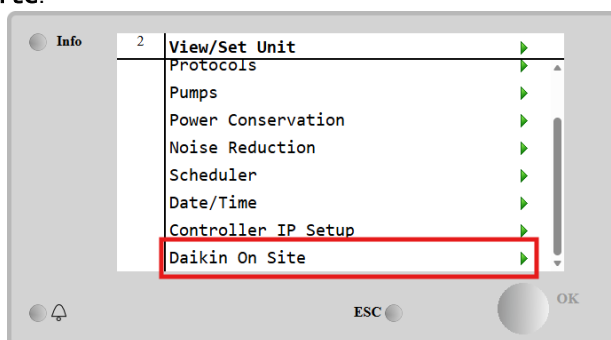 Info
2
View/Set Unit
Protocols
Pumps
Power Conservation
Noise Reduction
Scheduler
Date/Time
Controller IP Setup
Daikin On Site
ESC
OK